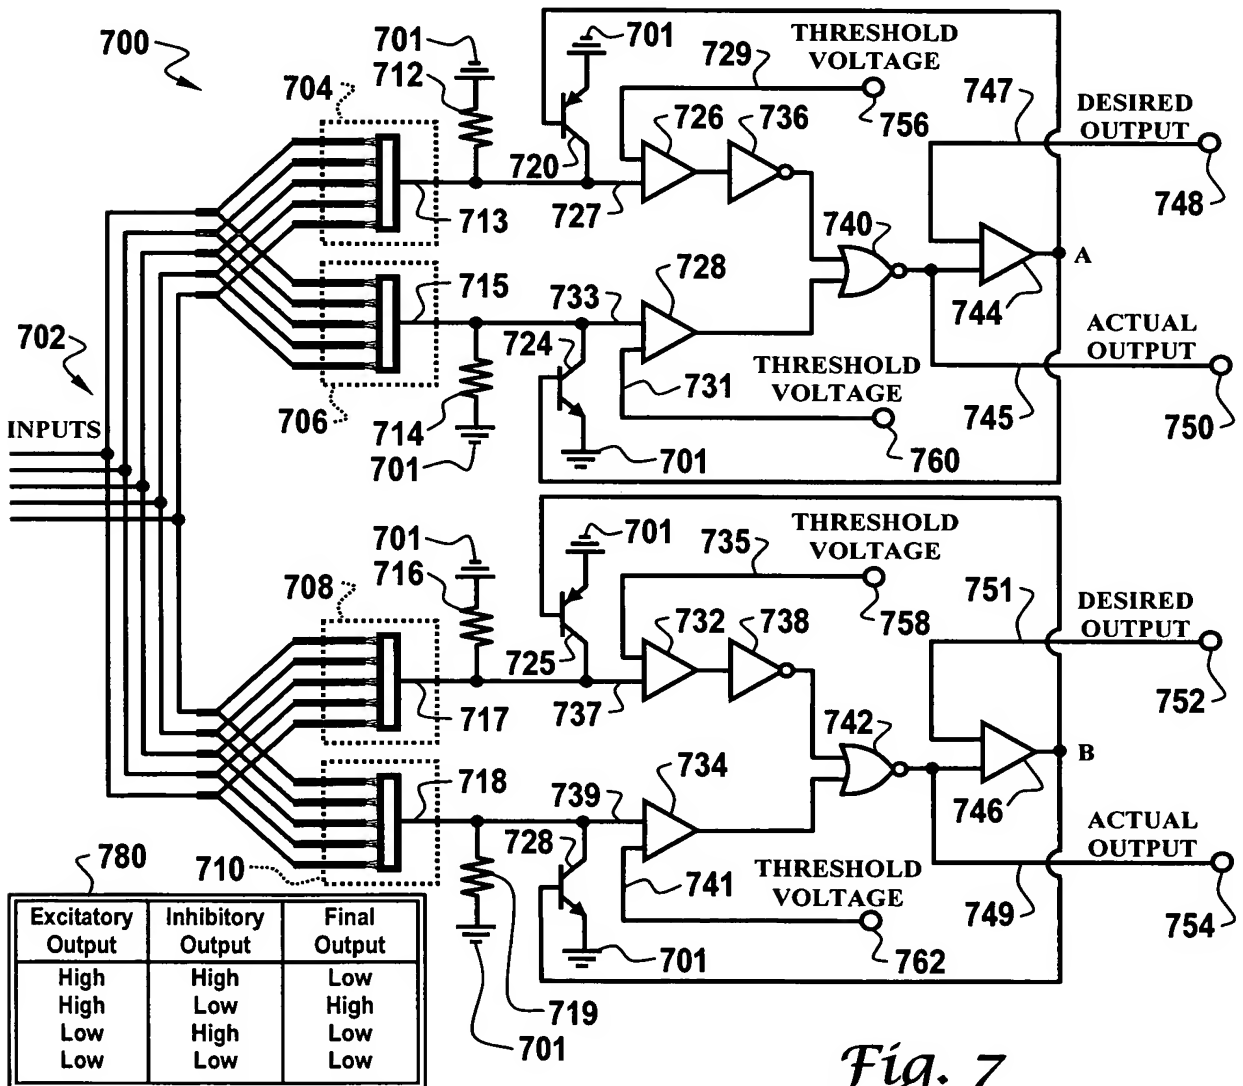 700
701
712
704
720
713
701
729
THRESHOLD
VOLTAGE
756
726
736
727
747
DESIRED
OUTPUT
748
740
744
A
702
INPUTS
706
715
714
701
733
724
728
731
701
THRESHOLD
VOLTAGE
760
745
ACTUAL
OUTPUT
750
701
716
708
725
717
701
735
THRESHOLD
VOLTAGE
758
732
738
737
751
DESIRED
OUTPUT
752
742
746
B
780
710
718
719
701
739
728
734
741
701
THRESHOLD
VOLTAGE
762
749
ACTUAL
OUTPUT
754
Excitatory Output Inhibitory Output Final Output
High High Low
High Low High
Low High Low
Low Low Low
Fig. 7